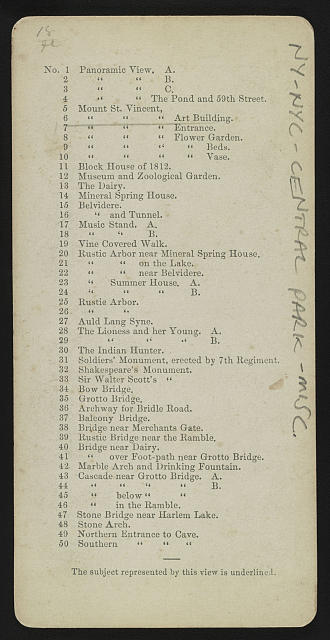 18
No. 1 Panoramic View. A.
2 " " B.
3 " " C.
4 " " The Pond and 59th Street.
5 Mount St. Vincent,
6 " " " Art Building.
7 " " " Entrance.
8 " " " Flower Garden.
9 " " " " Beds.
10 " " " " Vase.
11 Block House of 1812.
12 Museum and Zoological Garden.
13 The Dairy.
14 Mineral Spring House.
15 Belvidere.
16 " and Tunnel.
17 Music Stand. A.
18 " " B.
19 Vine Covered Walk.
20 Rustic Arbor near Mineral Spring House.
21 " " on the Lake.
22 " " near Belvidere.
23 " Summer House. A.
24 " " " B.
25 Rustic Arbor.
26 " "
27 Auld Lang Syne.
28 The Lioness and her Young. A.
29 " " " " B.
30 The Indian Hunter.
31 Soldiers' Monument, erected by 7th Regiment.
32 Shakespeare's Monument.
33 Sir Walter Scott's "
34 Bow Bridge.
35 Grotto Bridge.
36 Archway for Bridle Road.
37 Balcony Bridge.
38 Bridge near Merchants Gate.
39 Rustic Bridge near the Ramble.
40 Bridge near Dairy.
41 " over Foot-path near Grotto Bridge.
42 Marble Arch and Drinking Fountain.
43 Cascade near Grotto Bridge. A.
44 " " " " B.
45 " below " "
46 " in the Ramble.
47 Stone Bridge near Harlem Lake.
48 Stone Arch.
49 Northern Entrance to Cave.
50 Southern " " "
The subject represented by this view is underlined.
NY-NYC-CENTRAL PARK-MISC.